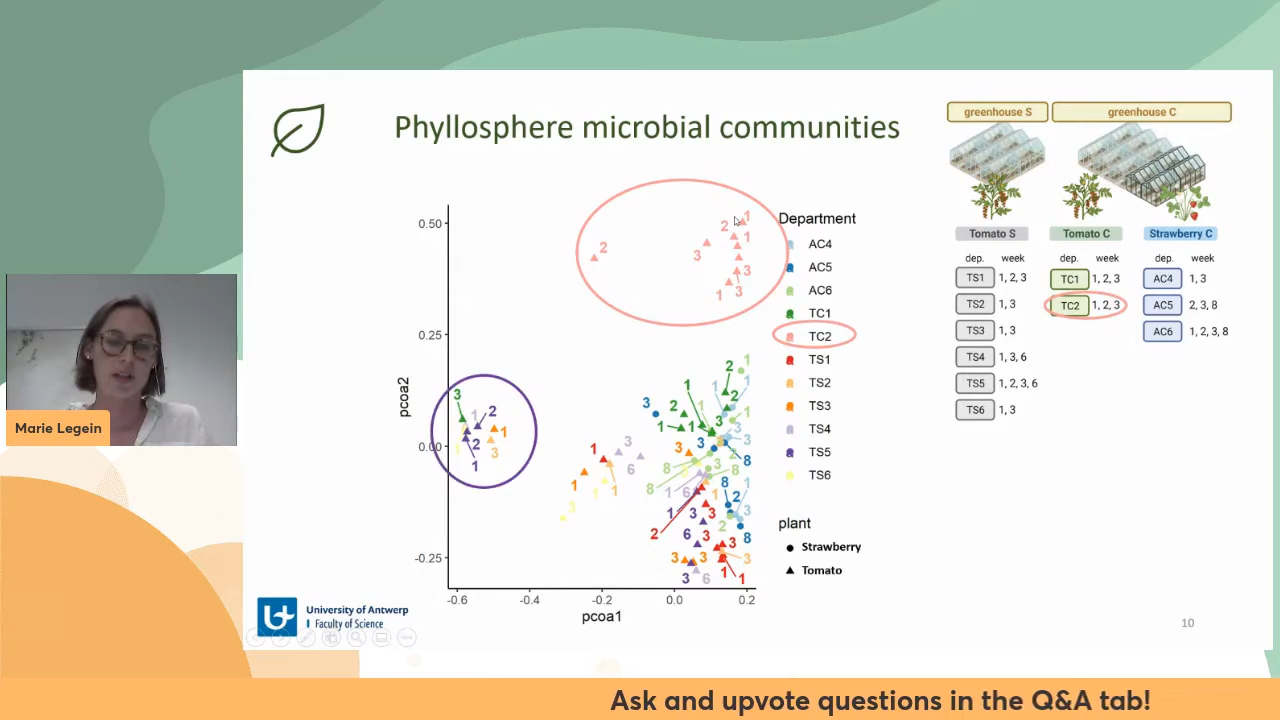 Phyllosphere microbial communities
greenhouse S
greenhouse C
Tomato S
Tomato C
Strawberry C
dep. week
dep. week
dep. week
TS1 1, 2, 3
TC1 1, 2, 3
AC4 1, 3
TS2 1, 3
TC2 1, 2, 3
AC5 2, 3, 8
TS3 1, 3
AC6 1, 2, 3, 8
TS4 1, 3, 6
TS5 1, 2, 3, 6
TS6 1, 3
Department
AC4
AC5
AC6
TC1
TC2
TS1
TS2
TS3
TS4
TS5
TS6
plant
Strawberry
Tomato
pcoa2
0.50
0.25
0.00
-0.25
-0.6 -0.4 -0.2 0.0 0.2
pcoa1
Marie Legein
University of Antwerp
Faculty of Science
10
Ask and upvote questions in the Q&A tab!